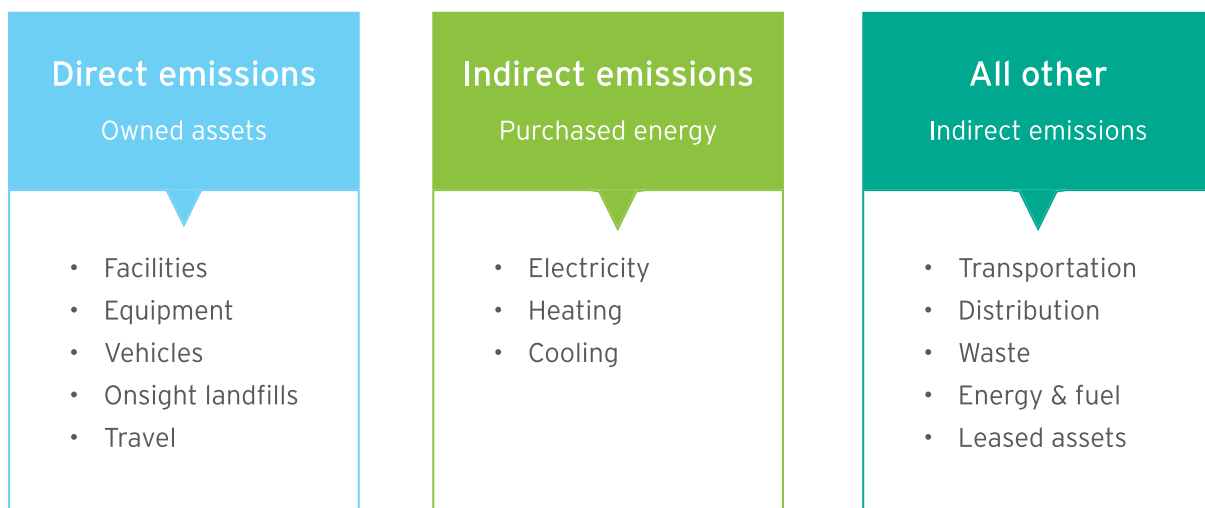 Direct emissions
Owned assets
• Facilities
• Equipment
• Vehicles
• Onsight landfills
• Travel
Indirect emissions
Purchased energy
• Electricity
• Heating
• Cooling
All other
Indirect emissions
• Transportation
• Distribution
• Waste
• Energy & fuel
• Leased assets